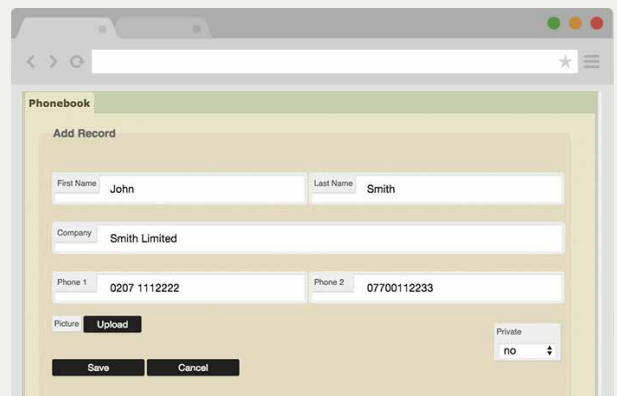 Phonebook
Add Record
First Name John Last Name Smith
Company Smith Limited
Phone 1 0207 1112222 Phone 2 07700112233
Picture Upload
Private
no
Save Cancel